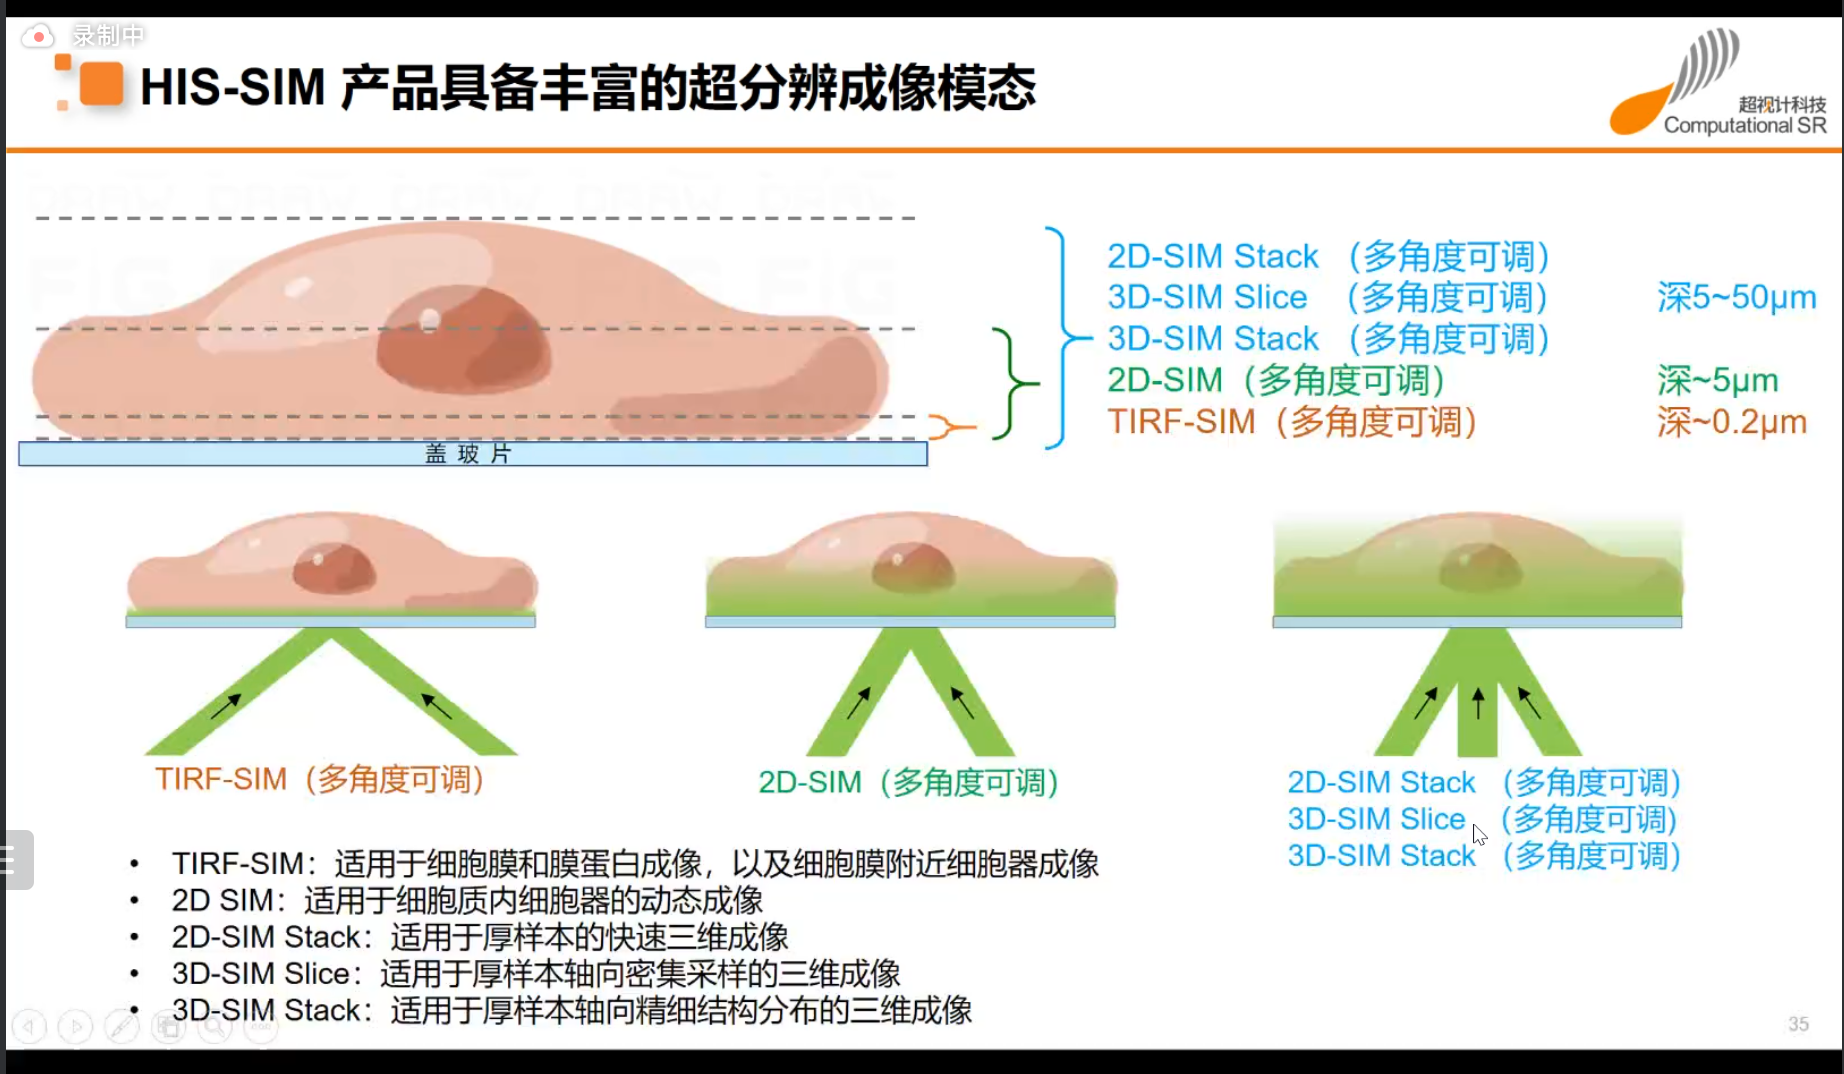 录制中
HIS-SIM 产品具备丰富的超分辨成像模态
超视计科技
Computational SR
DRAW DRAW DRAW DRAW DRAW
FIG FIG FIG FIG FIG
2D-SIM Stack （多角度可调）
3D-SIM Slice （多角度可调） 深5~50μm
3D-SIM Stack （多角度可调）
2D-SIM（多角度可调） 深~5μm
TIRF-SIM（多角度可调） 深~0.2μm
盖 玻 片
TIRF-SIM（多角度可调）
2D-SIM（多角度可调）
2D-SIM Stack （多角度可调）
3D-SIM Slice （多角度可调）
3D-SIM Stack （多角度可调）
• TIRF-SIM：适用于细胞膜和膜蛋白成像，以及细胞膜附近细胞器成像
• 2D SIM：适用于细胞质内细胞器的动态成像
• 2D-SIM Stack：适用于厚样本的快速三维成像
• 3D-SIM Slice：适用于厚样本轴向密集采样的三维成像
• 3D-SIM Stack：适用于厚样本轴向精细结构分布的三维成像
35